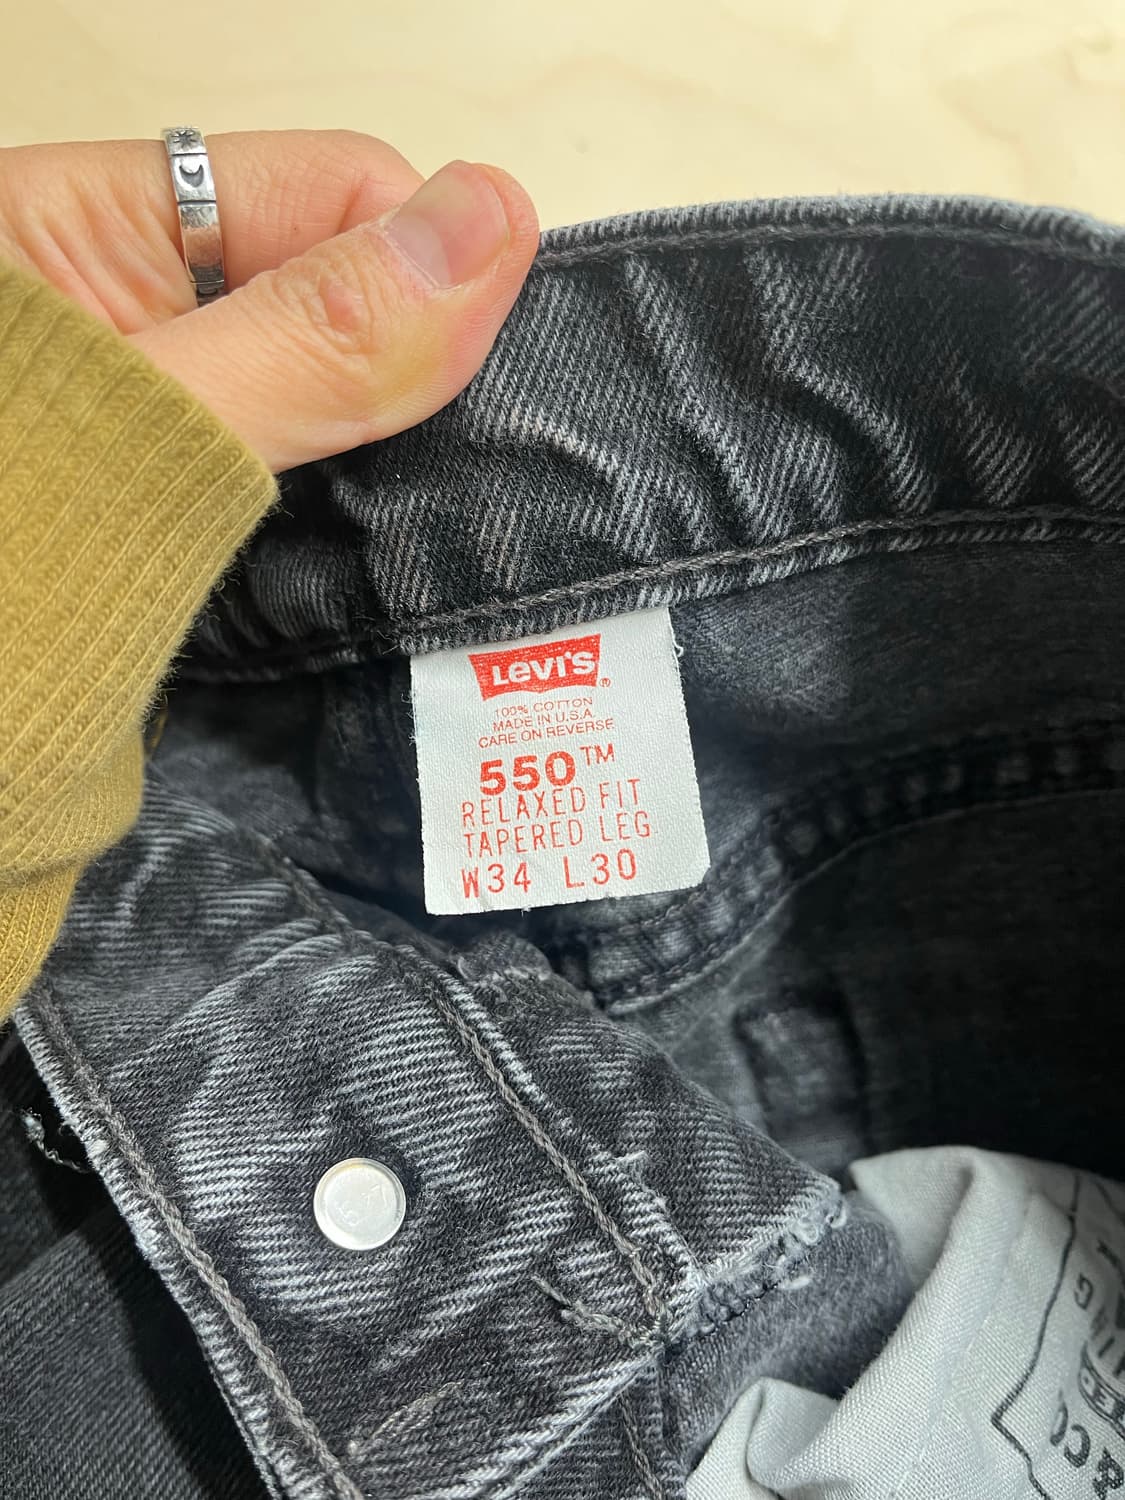 LEVI'S®
100% COTTON
MADE IN U.S.A.
CARE ON REVERSE
550™
RELAXED FIT
TAPERED LEG
W34 L30